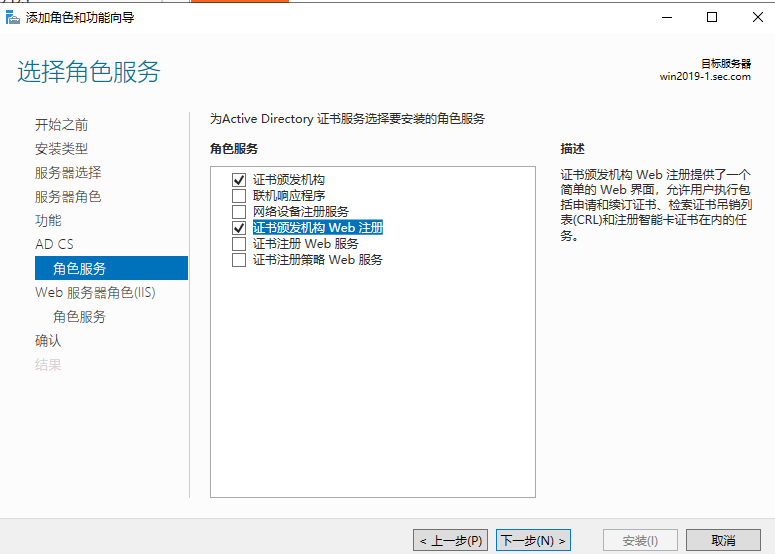 添加角色和功能向导
选择角色服务
目标服务器
win2019-1.sec.com
开始之前
安装类型
服务器选择
服务器角色
功能
AD CS
角色服务
Web 服务器角色(IIS)
角色服务
确认
结果
为Active Directory 证书服务选择要安装的角色服务
角色服务
证书颁发机构
联机响应程序
网络设备注册服务
证书颁发机构 Web 注册
证书注册 Web 服务
证书注册策略 Web 服务
描述
证书颁发机构 Web 注册提供了一个
简单的 Web 界面，允许用户执行包
括申请和续订证书、检索证书吊销列
表(CRL)和注册智能卡证书在内的任
务。
< 上一步(P)
下一步(N) >
安装(I)
取消